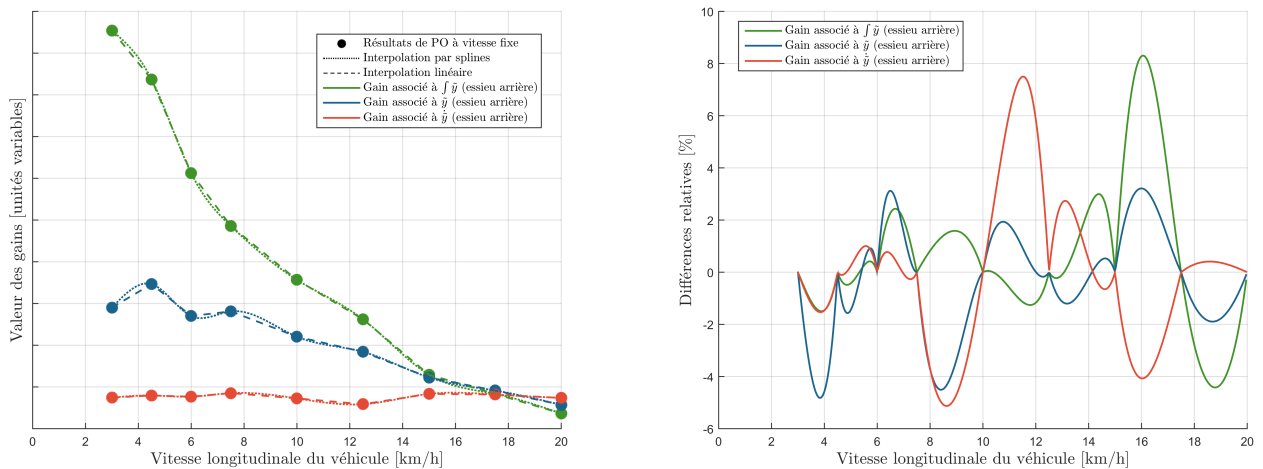 Valeur des gains [unités variables]
Résultats de PO à vitesse fixe
Interpolation par splines
Interpolation linéaire
Gain associé à ∫ ỹ (essieu arrière)
Gain associé à ỹ (essieu arrière)
Gain associé à ỹ̇ (essieu arrière)
0 2 4 6 8 10 12 14 16 18 20
Vitesse longitudinale du véhicule [km/h]
Différences relatives [%]
10
8
6
4
2
0
-2
-4
-6
Gain associé à ∫ ỹ (essieu arrière)
Gain associé à ỹ (essieu arrière)
Gain associé à ỹ̇ (essieu arrière)
0 2 4 6 8 10 12 14 16 18 20
Vitesse longitudinale du véhicule [km/h]